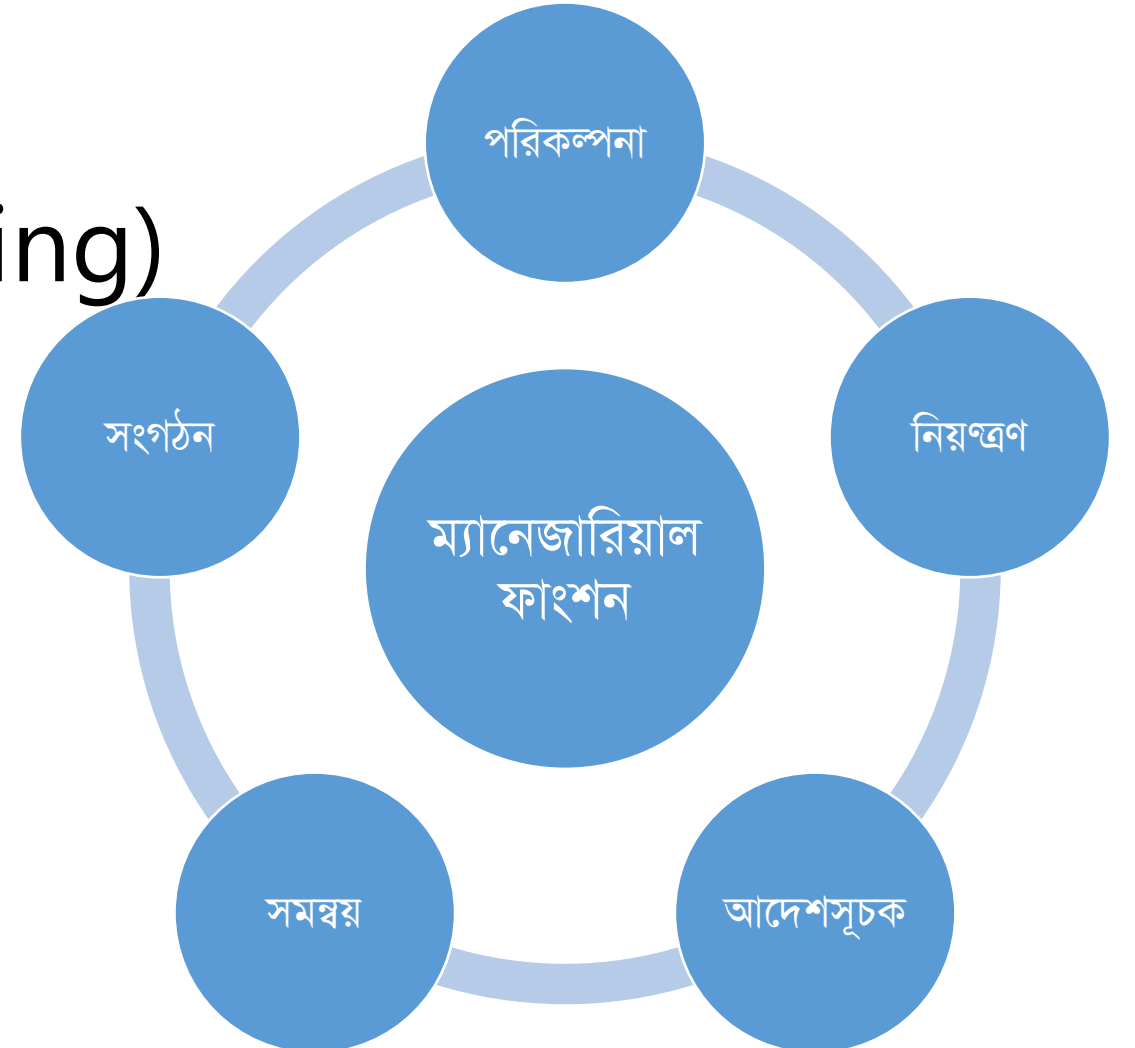 পরিকল্পনা
ing)
সংগঠন
নিয়ণ্ত্রণ
ম্যানেজারিয়াল
ফাংশন
সমন্বয়
আদেশসূচক